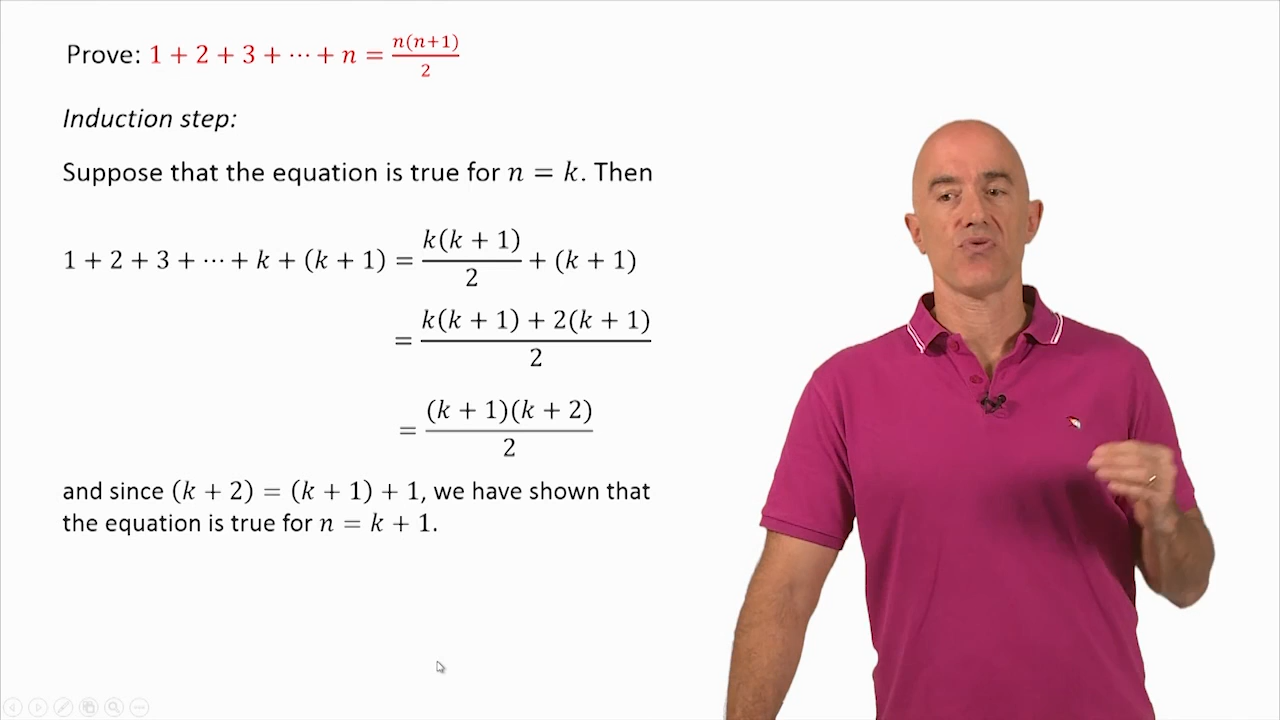 Prove: 1 + 2 + 3 + ⋯ + n = n(n+1)/2
Induction step:
Suppose that the equation is true for n = k. Then
1 + 2 + 3 + ⋯ + k + (k + 1) = k(k + 1)/2 + (k + 1)
= k(k + 1) + 2(k + 1)/2
= (k + 1)(k + 2)/2
and since (k + 2) = (k + 1) + 1, we have shown that
the equation is true for n = k + 1.